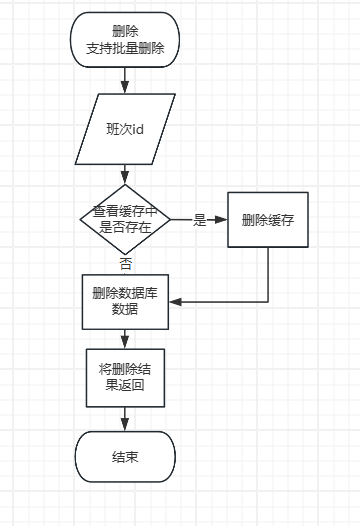 删除
支持批量删除
班次id
查看缓存中
是否存在
是
删除缓存
否
删除数据库
数据
将删除结
果返回
结束